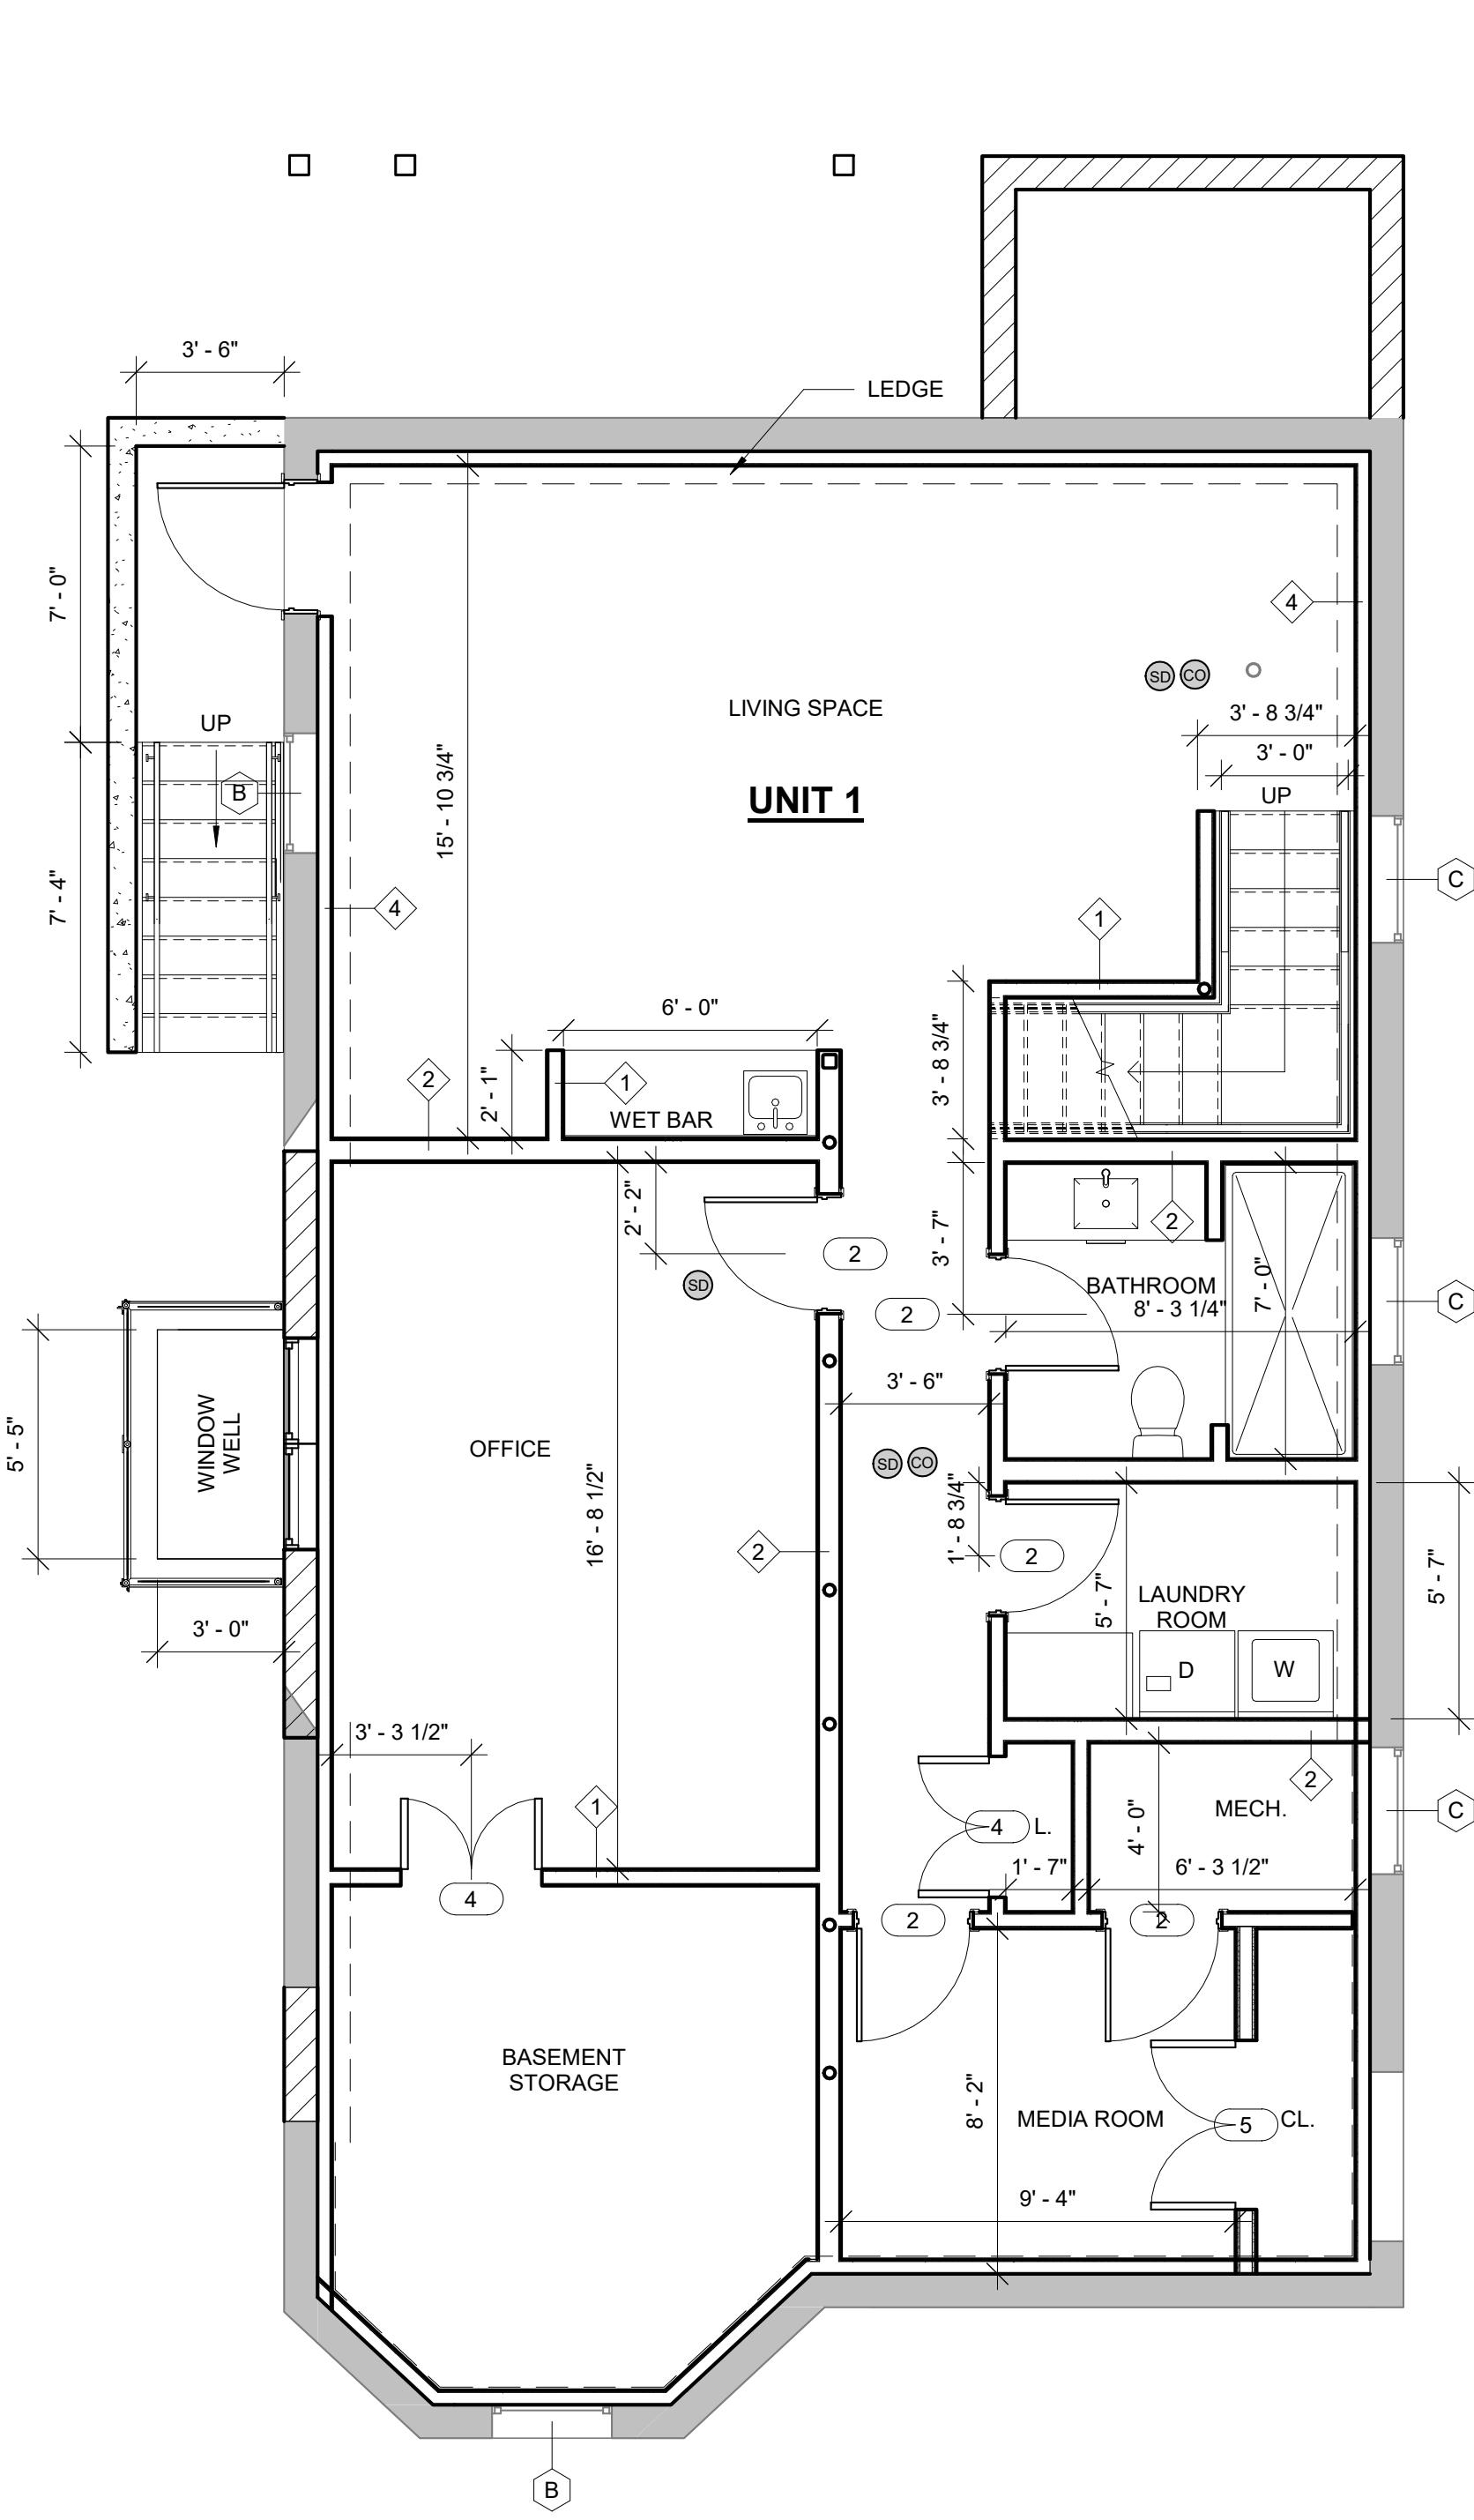 3' - 6"
LEDGE
7' - 0"
4
SD CO
LIVING SPACE
3' - 8 3/4"
UP
3' - 0"
15' - 10 3/4"
UNIT 1
UP
B
7' - 4"
C
4
1
6' - 0"
3' - 8 3/4"
2
1
2' - 1"
WET BAR
2' - 2"
3' - 7"
2
2
SD
BATHROOM
7' - 0"
C
2
8' - 3 1/4"
3' - 6"
5' - 5"
WINDOW
WELL
OFFICE
SD CO
16' - 8 1/2"
1' - 8 3/4"
2
2
5' - 7"
5' - 7"
LAUNDRY
ROOM
3' - 0"
D
W
3' - 3 1/2"
2
1
MECH.
C
4
L.
4' - 0"
1' - 7"
6' - 3 1/2"
4
2
2
BASEMENT
STORAGE
8' - 2"
MEDIA ROOM
5
CL.
9' - 4"
B